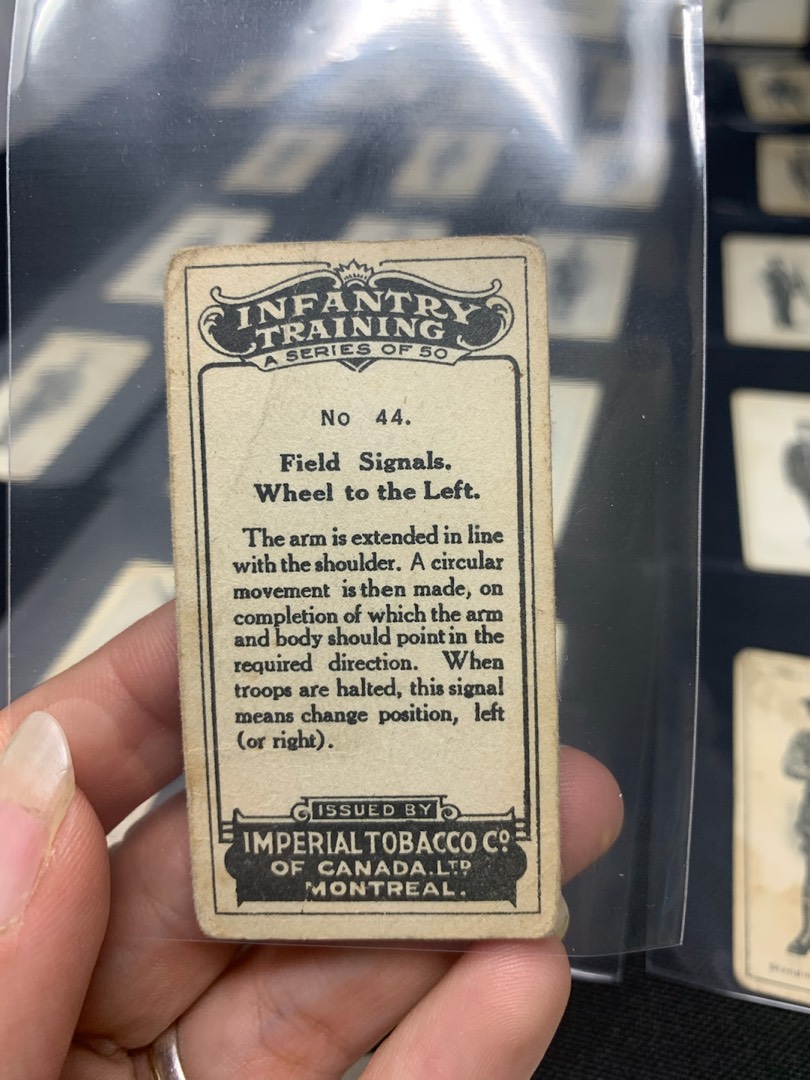 INFANTRY
TRAINING
A SERIES OF 50
No 44.
Field Signals.
Wheel to the Left.
The arm is extended in line
with the shoulder. A circular
movement is then made, on
completion of which the arm
and body should point in the
required direction. When
troops are halted, this signal
means change position, left
(or right).
ISSUED BY
IMPERIAL TOBACCO CO.
OF CANADA. LTD
MONTREAL.